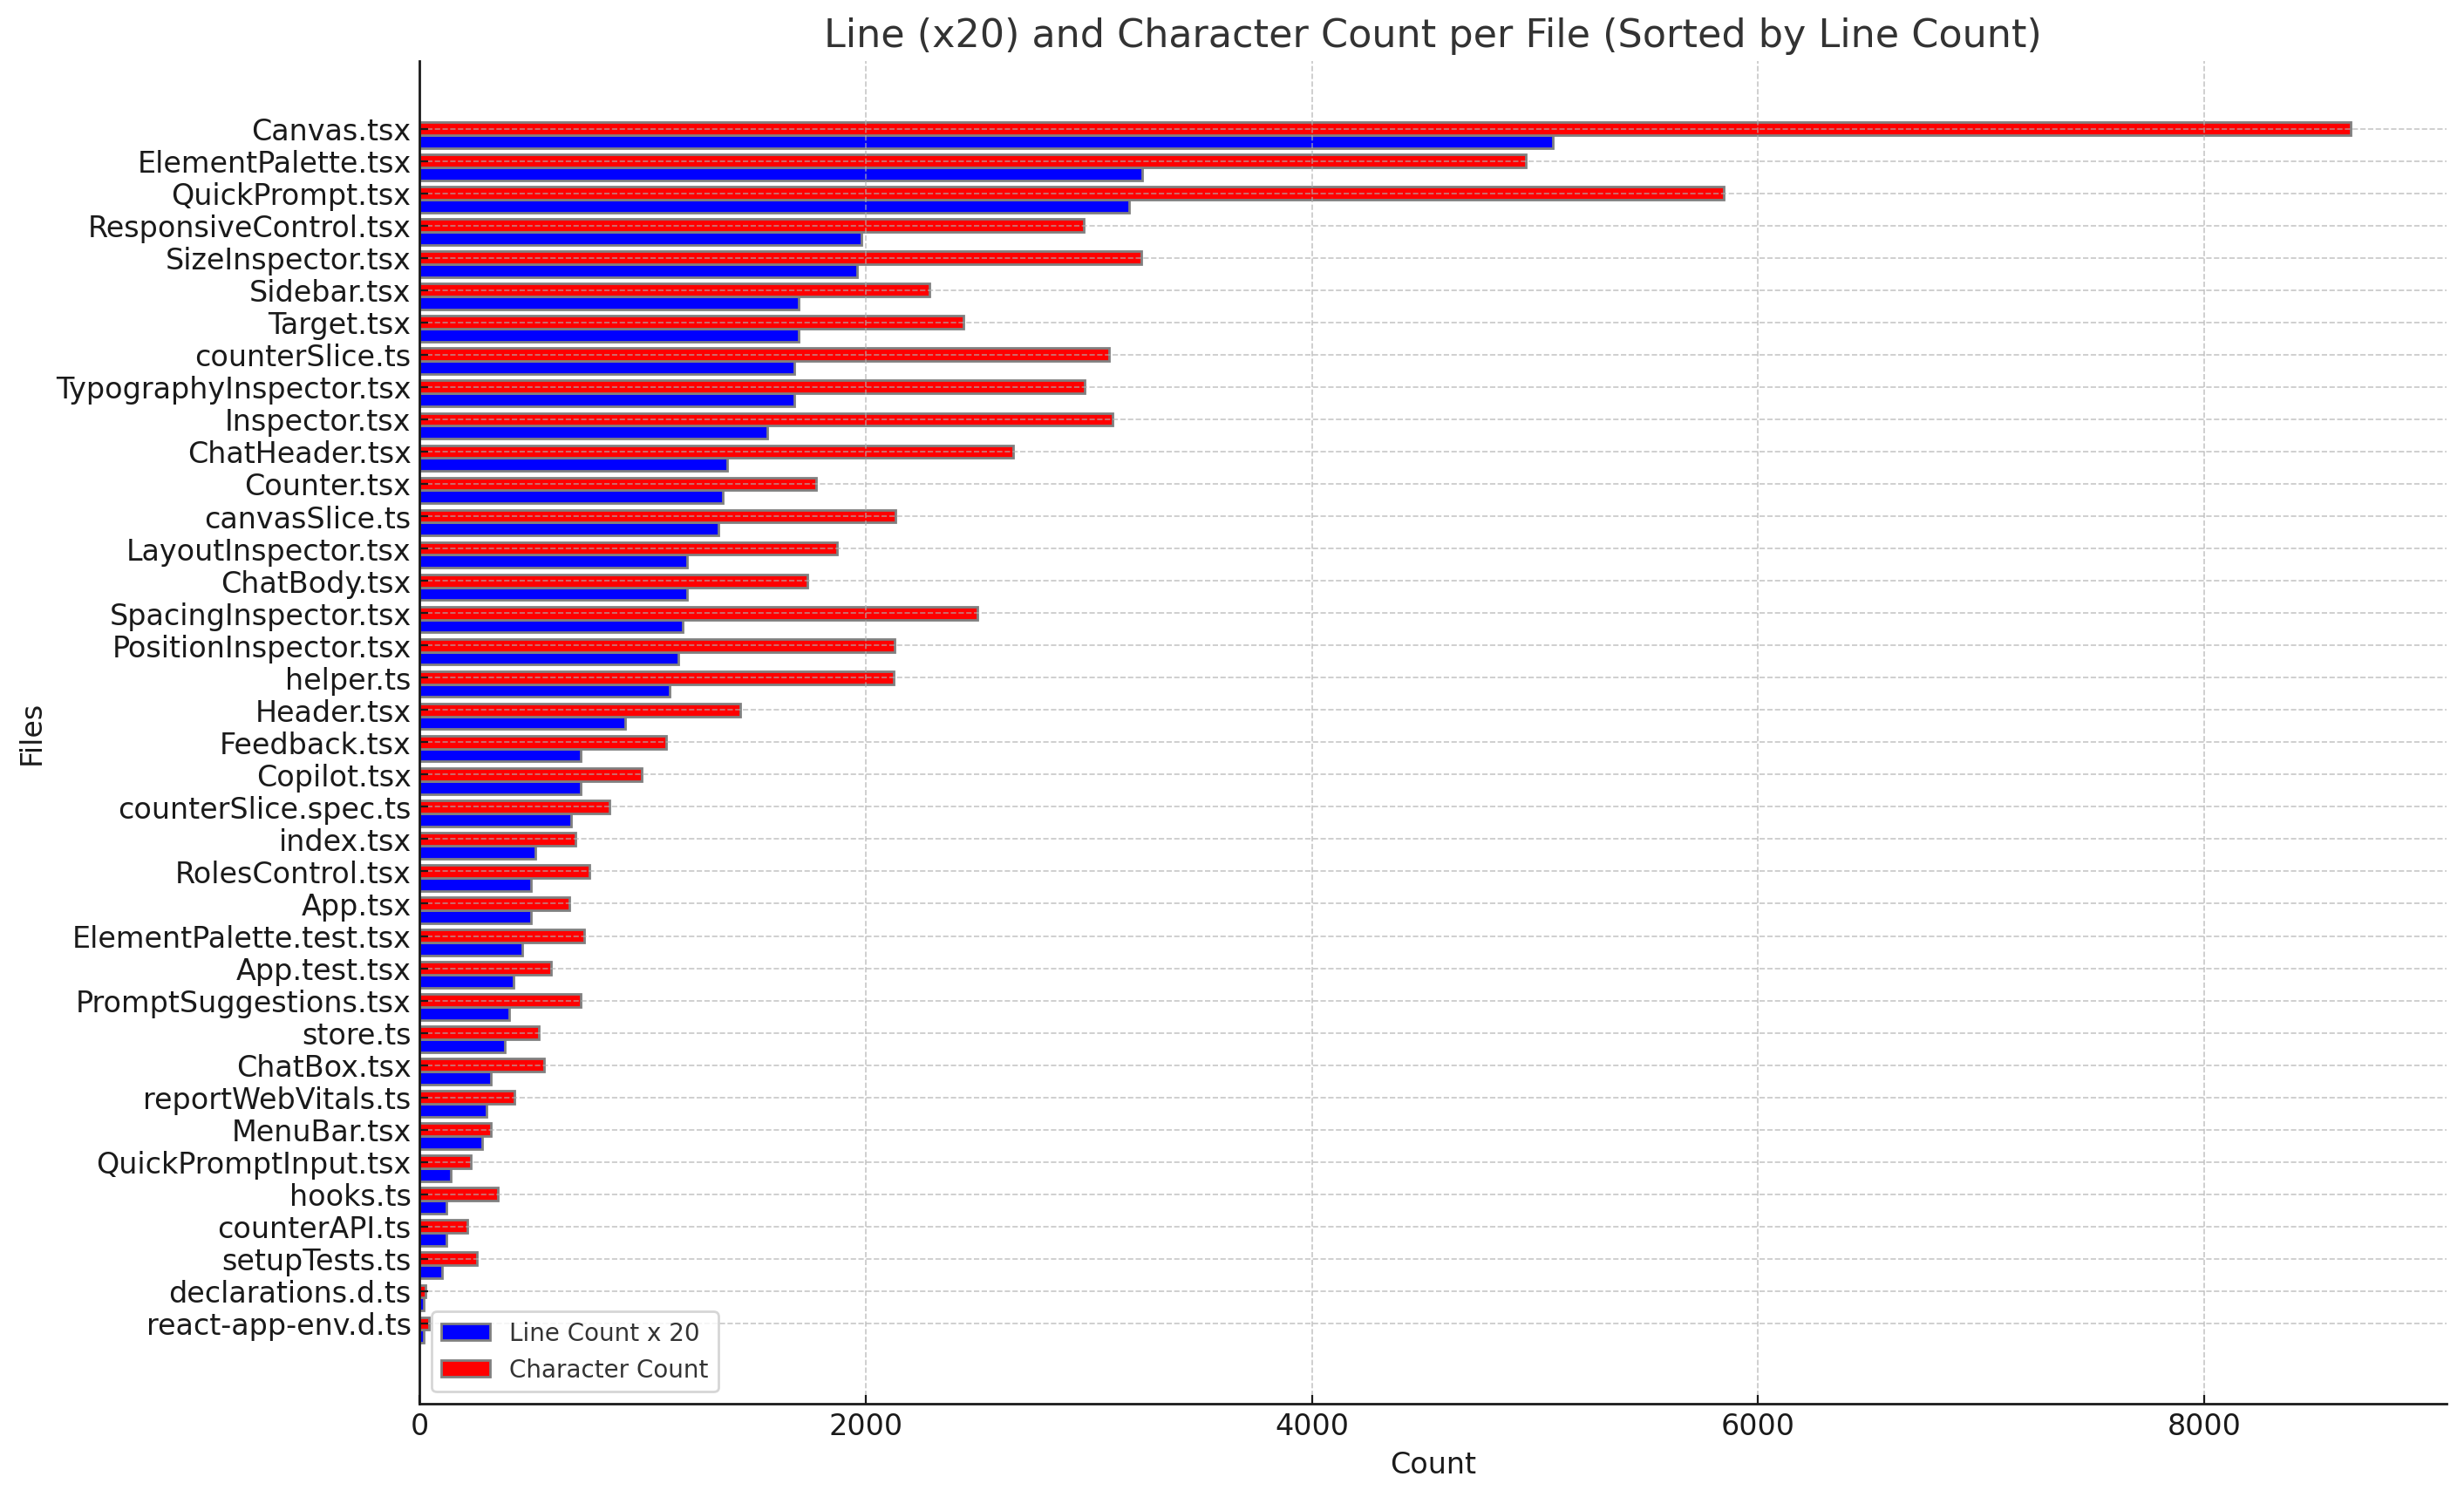 Line (x20) and Character Count per File (Sorted by Line Count)
Canvas.tsx
ElementPalette.tsx
QuickPrompt.tsx
ResponsiveControl.tsx
SizeInspector.tsx
Sidebar.tsx
Target.tsx
counterSlice.ts
TypographyInspector.tsx
Inspector.tsx
ChatHeader.tsx
Counter.tsx
canvasSlice.ts
LayoutInspector.tsx
ChatBody.tsx
SpacingInspector.tsx
PositionInspector.tsx
helper.ts
Header.tsx
Feedback.tsx
Copilot.tsx
counterSlice.spec.ts
index.tsx
RolesControl.tsx
App.tsx
ElementPalette.test.tsx
App.test.tsx
PromptSuggestions.tsx
store.ts
ChatBox.tsx
reportWebVitals.ts
MenuBar.tsx
QuickPromptInput.tsx
hooks.ts
counterAPI.ts
setupTests.ts
declarations.d.ts
react-app-env.d.ts
Files
Line Count x 20
Character Count
0 2000 4000 6000 8000
Count